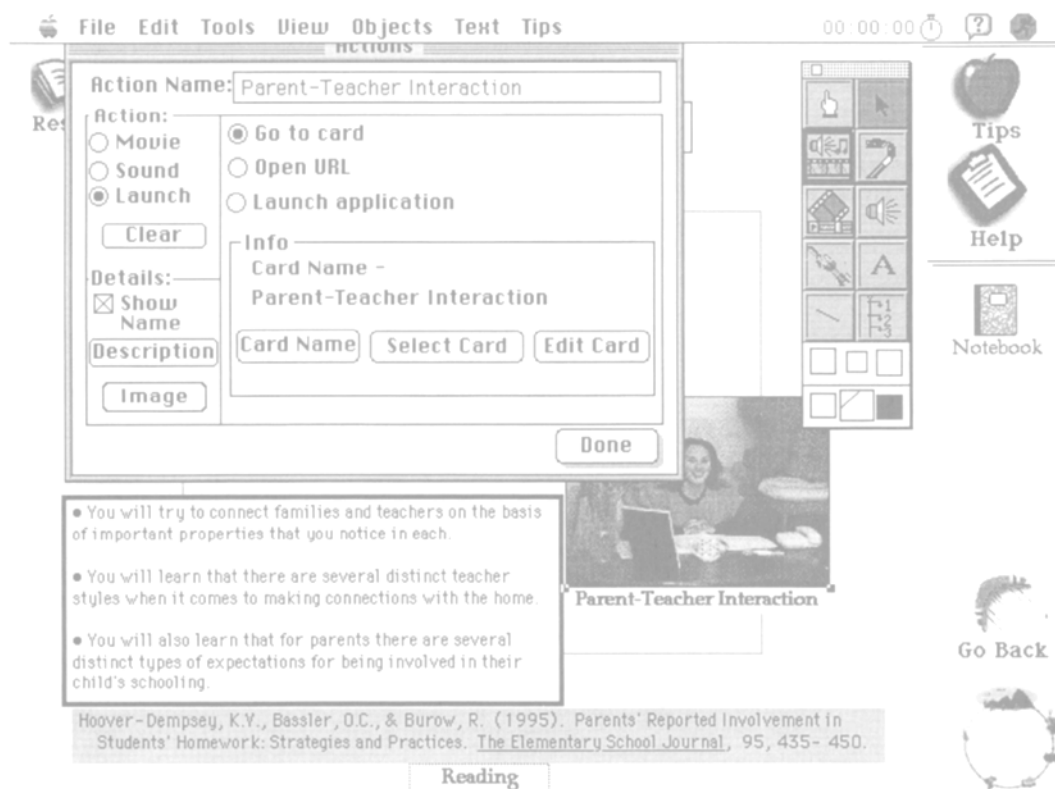 File Edit Tools View Objects Text Tips
00:00:00
?
Actions
Action Name: Parent-Teacher Interaction
Action:
Movie
Sound
Launch
Clear
Details:
Show
Name
Description
Image
Go to card
Open URL
Launch application
Info
Card Name -
Parent-Teacher Interaction
Card Name
Select Card
Edit Card
Done
A
1
2
3
Tips
Help
Notebook
Go Back
● You will try to connect families and teachers on the basis
of important properties that you notice in each.
● You will learn that there are several distinct teacher
styles when it comes to making connections with the home.
● You will also learn that for parents there are several
distinct types of expectations for being involved in their
child's schooling.
Parent-Teacher Interaction
Hoover-Dempsey, K.V., Bassler, O.C., & Burow, R. (1995). Parents' Reported Involvement in
Students' Homework: Strategies and Practices. The Elementary School Journal, 95, 435- 450.
Reading